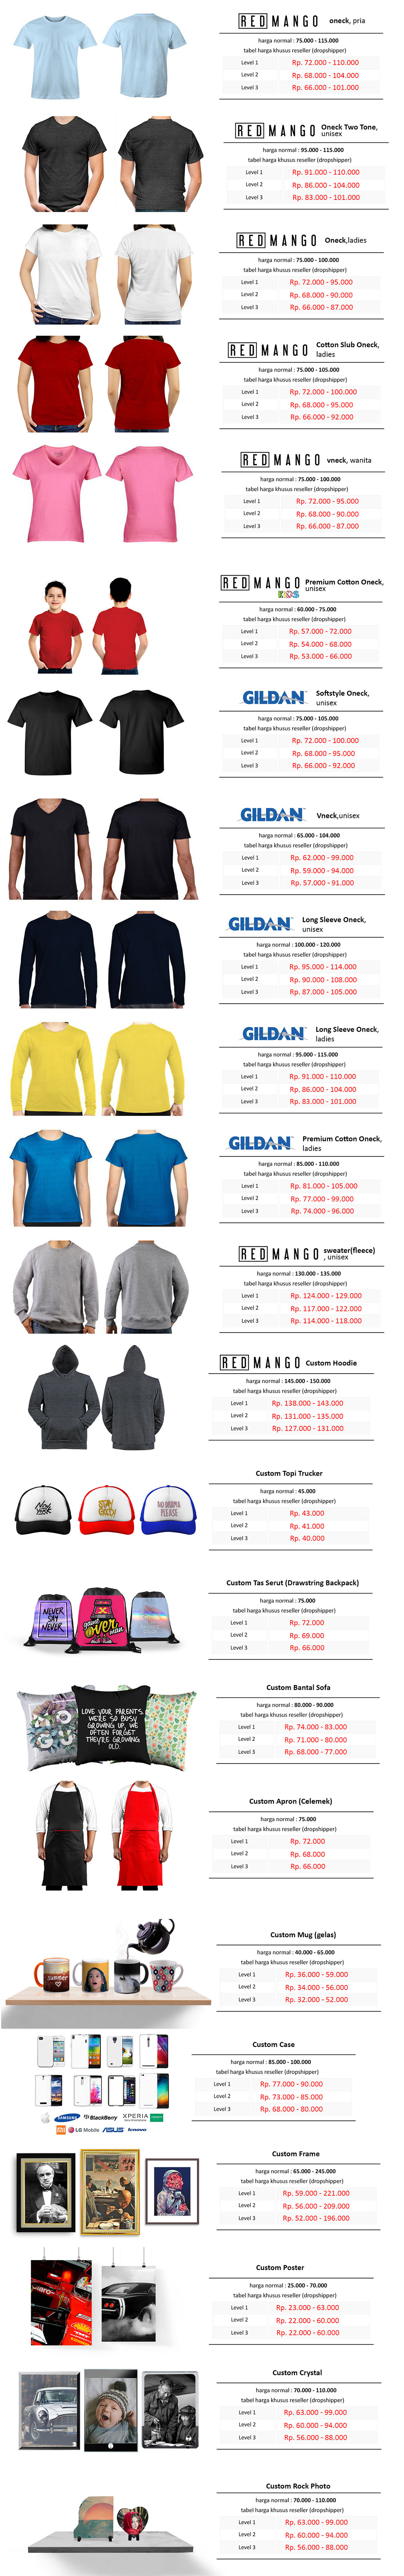 RED MANGO oneck, pria
harga normal : 75.000 - 115.000
tabel harga khusus reseller (dropshipper)
Level 1 Rp. 72.000 - 110.000
Level 2 Rp. 68.000 - 104.000
Level 3 Rp. 66.000 - 101.000
RED MANGO Oneck Two Tone,
unisex
harga normal : 95.000 - 115.000
tabel harga khusus reseller (dropshipper)
Level 1 Rp. 91.000 - 110.000
Level 2 Rp. 86.000 - 104.000
Level 3 Rp. 83.000 - 101.000
RED MANGO Oneck,ladies
harga normal : 75.000 - 100.000
tabel harga khusus reseller (dropshipper)
Level 1 Rp. 72.000 - 95.000
Level 2 Rp. 68.000 - 90.000
Level 3 Rp. 66.000 - 87.000
RED MANGO Cotton Slub Oneck,
ladies
harga normal : 75.000 - 105.000
tabel harga khusus reseller (dropshipper)
Level 1 Rp. 72.000 - 100.000
Level 2 Rp. 68.000 - 95.000
Level 3 Rp. 66.000 - 92.000
RED MANGO vneck, wanita
harga normal : 75.000 - 100.000
tabel harga khusus reseller (dropshipper)
Level 1 Rp. 72.000 - 95.000
Level 2 Rp. 68.000 - 90.000
Level 3 Rp. 66.000 - 87.000
RED MANGO KIDS Premium Cotton Oneck,
unisex
harga normal : 60.000 - 75.000
tabel harga khusus reseller (dropshipper)
Level 1 Rp. 57.000 - 72.000
Level 2 Rp. 54.000 - 68.000
Level 3 Rp. 53.000 - 66.000
GILDAN Softstyle Oneck,
unisex
harga normal : 75.000 - 105.000
tabel harga khusus reseller (dropshipper)
Level 1 Rp. 72.000 - 100.000
Level 2 Rp. 68.000 - 95.000
Level 3 Rp. 66.000 - 92.000
GILDAN Vneck,unisex
harga normal : 65.000 - 104.000
tabel harga khusus reseller (dropshipper)
Level 1 Rp. 62.000 - 99.000
Level 2 Rp. 59.000 - 94.000
Level 3 Rp. 57.000 - 91.000
GILDAN Long Sleeve Oneck,
unisex
harga normal : 100.000 - 120.000
tabel harga khusus reseller (dropshipper)
Level 1 Rp. 95.000 - 114.000
Level 2 Rp. 90.000 - 108.000
Level 3 Rp. 87.000 - 105.000
GILDAN Long Sleeve Oneck,
ladies
harga normal : 95.000 - 115.000
tabel harga khusus reseller (dropshipper)
Level 1 Rp. 91.000 - 110.000
Level 2 Rp. 86.000 - 104.000
Level 3 Rp. 83.000 - 101.000
GILDAN Premium Cotton Oneck,
ladies
harga normal : 85.000 - 110.000
tabel harga khusus reseller (dropshipper)
Level 1 Rp. 81.000 - 105.000
Level 2 Rp. 77.000 - 99.000
Level 3 Rp. 74.000 - 96.000
RED MANGO sweater(fleece)
, unisex
harga normal : 130.000 - 135.000
tabel harga khusus reseller (dropshipper)
Level 1 Rp. 124.000 - 129.000
Level 2 Rp. 117.000 - 122.000
Level 3 Rp. 114.000 - 118.000
RED MANGO Custom Hoodie
harga normal : 145.000 - 150.000
tabel harga khusus reseller (dropshipper)
Level 1 Rp. 138.000 - 143.000
Level 2 Rp. 131.000 - 135.000
Level 3 Rp. 127.000 - 131.000
STAY
GOLD
NO DRAMA
PLEASE
Custom Topi Trucker
harga normal : 45.000
tabel harga khusus reseller (dropshipper)
Level 1 Rp. 43.000
Level 2 Rp. 41.000
Level 3 Rp. 40.000
NEVER
SAY
NEVER
game
over
man
Custom Tas Serut (Drawstring Backpack)
harga normal : 75.000
tabel harga khusus reseller (dropshipper)
Level 1 Rp. 72.000
Level 2 Rp. 69.000
Level 3 Rp. 66.000
LOVE YOUR PARENTS.
WE'RE SO BUSY
GROWING UP, WE
OFTEN FORGET
THEY'RE GROWING
OLD.
Custom Bantal Sofa
harga normal : 80.000 - 90.000
tabel harga khusus reseller (dropshipper)
Level 1 Rp. 74.000 - 83.000
Level 2 Rp. 71.000 - 80.000
Level 3 Rp. 68.000 - 77.000
Custom Apron (Celemek)
harga normal : 75.000
tabel harga khusus reseller (dropshipper)
Level 1 Rp. 72.000
Level 2 Rp. 68.000
Level 3 Rp. 66.000
summer
Custom Mug (gelas)
harga normal : 40.000 - 65.000
tabel harga khusus reseller (dropshipper)
Level 1 Rp. 36.000 - 59.000
Level 2 Rp. 34.000 - 56.000
Level 3 Rp. 32.000 - 52.000
SAMSUNG BlackBerry XPERIA
mi LG Mobile ASUS lenovo
Custom Case
harga normal : 85.000 - 100.000
tabel harga khusus reseller (dropshipper)
Level 1 Rp. 77.000 - 90.000
Level 2 Rp. 73.000 - 85.000
Level 3 Rp. 68.000 - 80.000
Custom Frame
harga normal : 65.000 - 245.000
tabel harga khusus reseller (dropshipper)
Level 1 Rp. 59.000 - 221.000
Level 2 Rp. 56.000 - 209.000
Level 3 Rp. 52.000 - 196.000
Custom Poster
harga normal : 25.000 - 70.000
tabel harga khusus reseller (dropshipper)
Level 1 Rp. 23.000 - 63.000
Level 2 Rp. 22.000 - 60.000
Level 3 Rp. 22.000 - 60.000
Custom Crystal
harga normal : 70.000 - 110.000
tabel harga khusus reseller (dropshipper)
Level 1 Rp. 63.000 - 99.000
Level 2 Rp. 60.000 - 94.000
Level 3 Rp. 56.000 - 88.000
Custom Rock Photo
harga normal : 70.000 - 110.000
tabel harga khusus reseller (dropshipper)
Level 1 Rp. 63.000 - 99.000
Level 2 Rp. 60.000 - 94.000
Level 3 Rp. 56.000 - 88.000